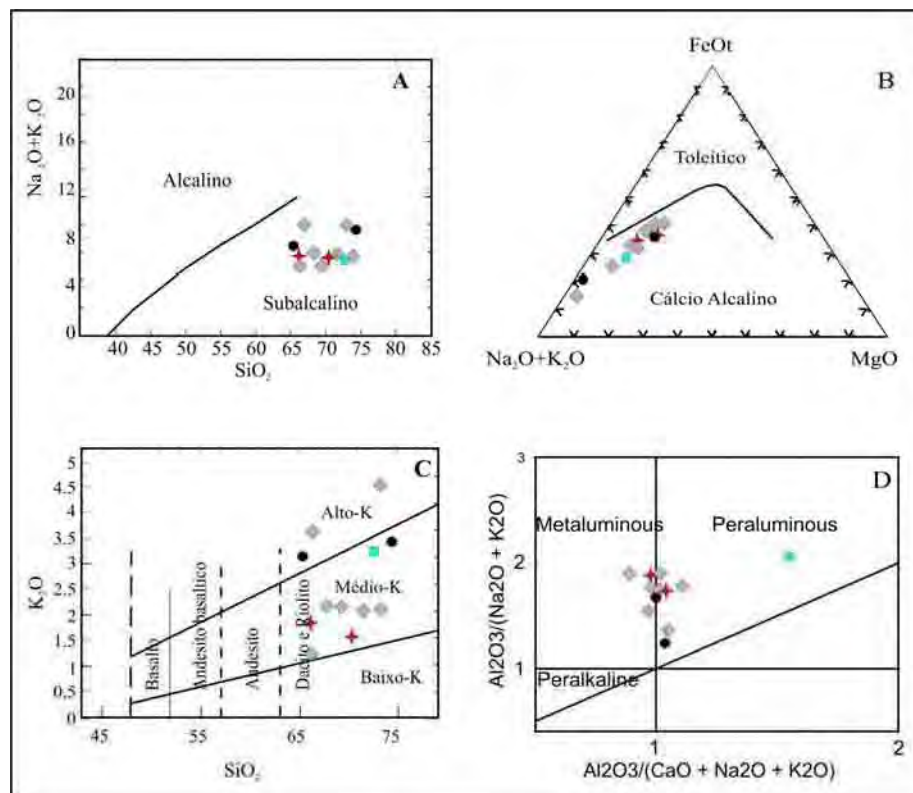 A
Na₂O+K₂O
20
16
12
8
4
0
Alcalino
Subalcalino
40 45 50 55 60 65 70 75 80 85
SiO₂
FeOt
B
Toleítico
Cálcio Alcalino
Na₂O+K₂O
MgO
C
K₂O
5
4.5
4
3.5
3
2.5
2
1.5
1
0,5
0
Alto-K
Médio-K
Baixo-K
Basalto
Andesito basaltico
Andesito
Dacito e Riolito
45 55 65 75
SiO₂
D
Al2O3/(Na2O + K2O)
3
2
1
Metaluminous
Peraluminous
Peralkaline
1 2
Al2O3/(CaO + Na2O + K2O)